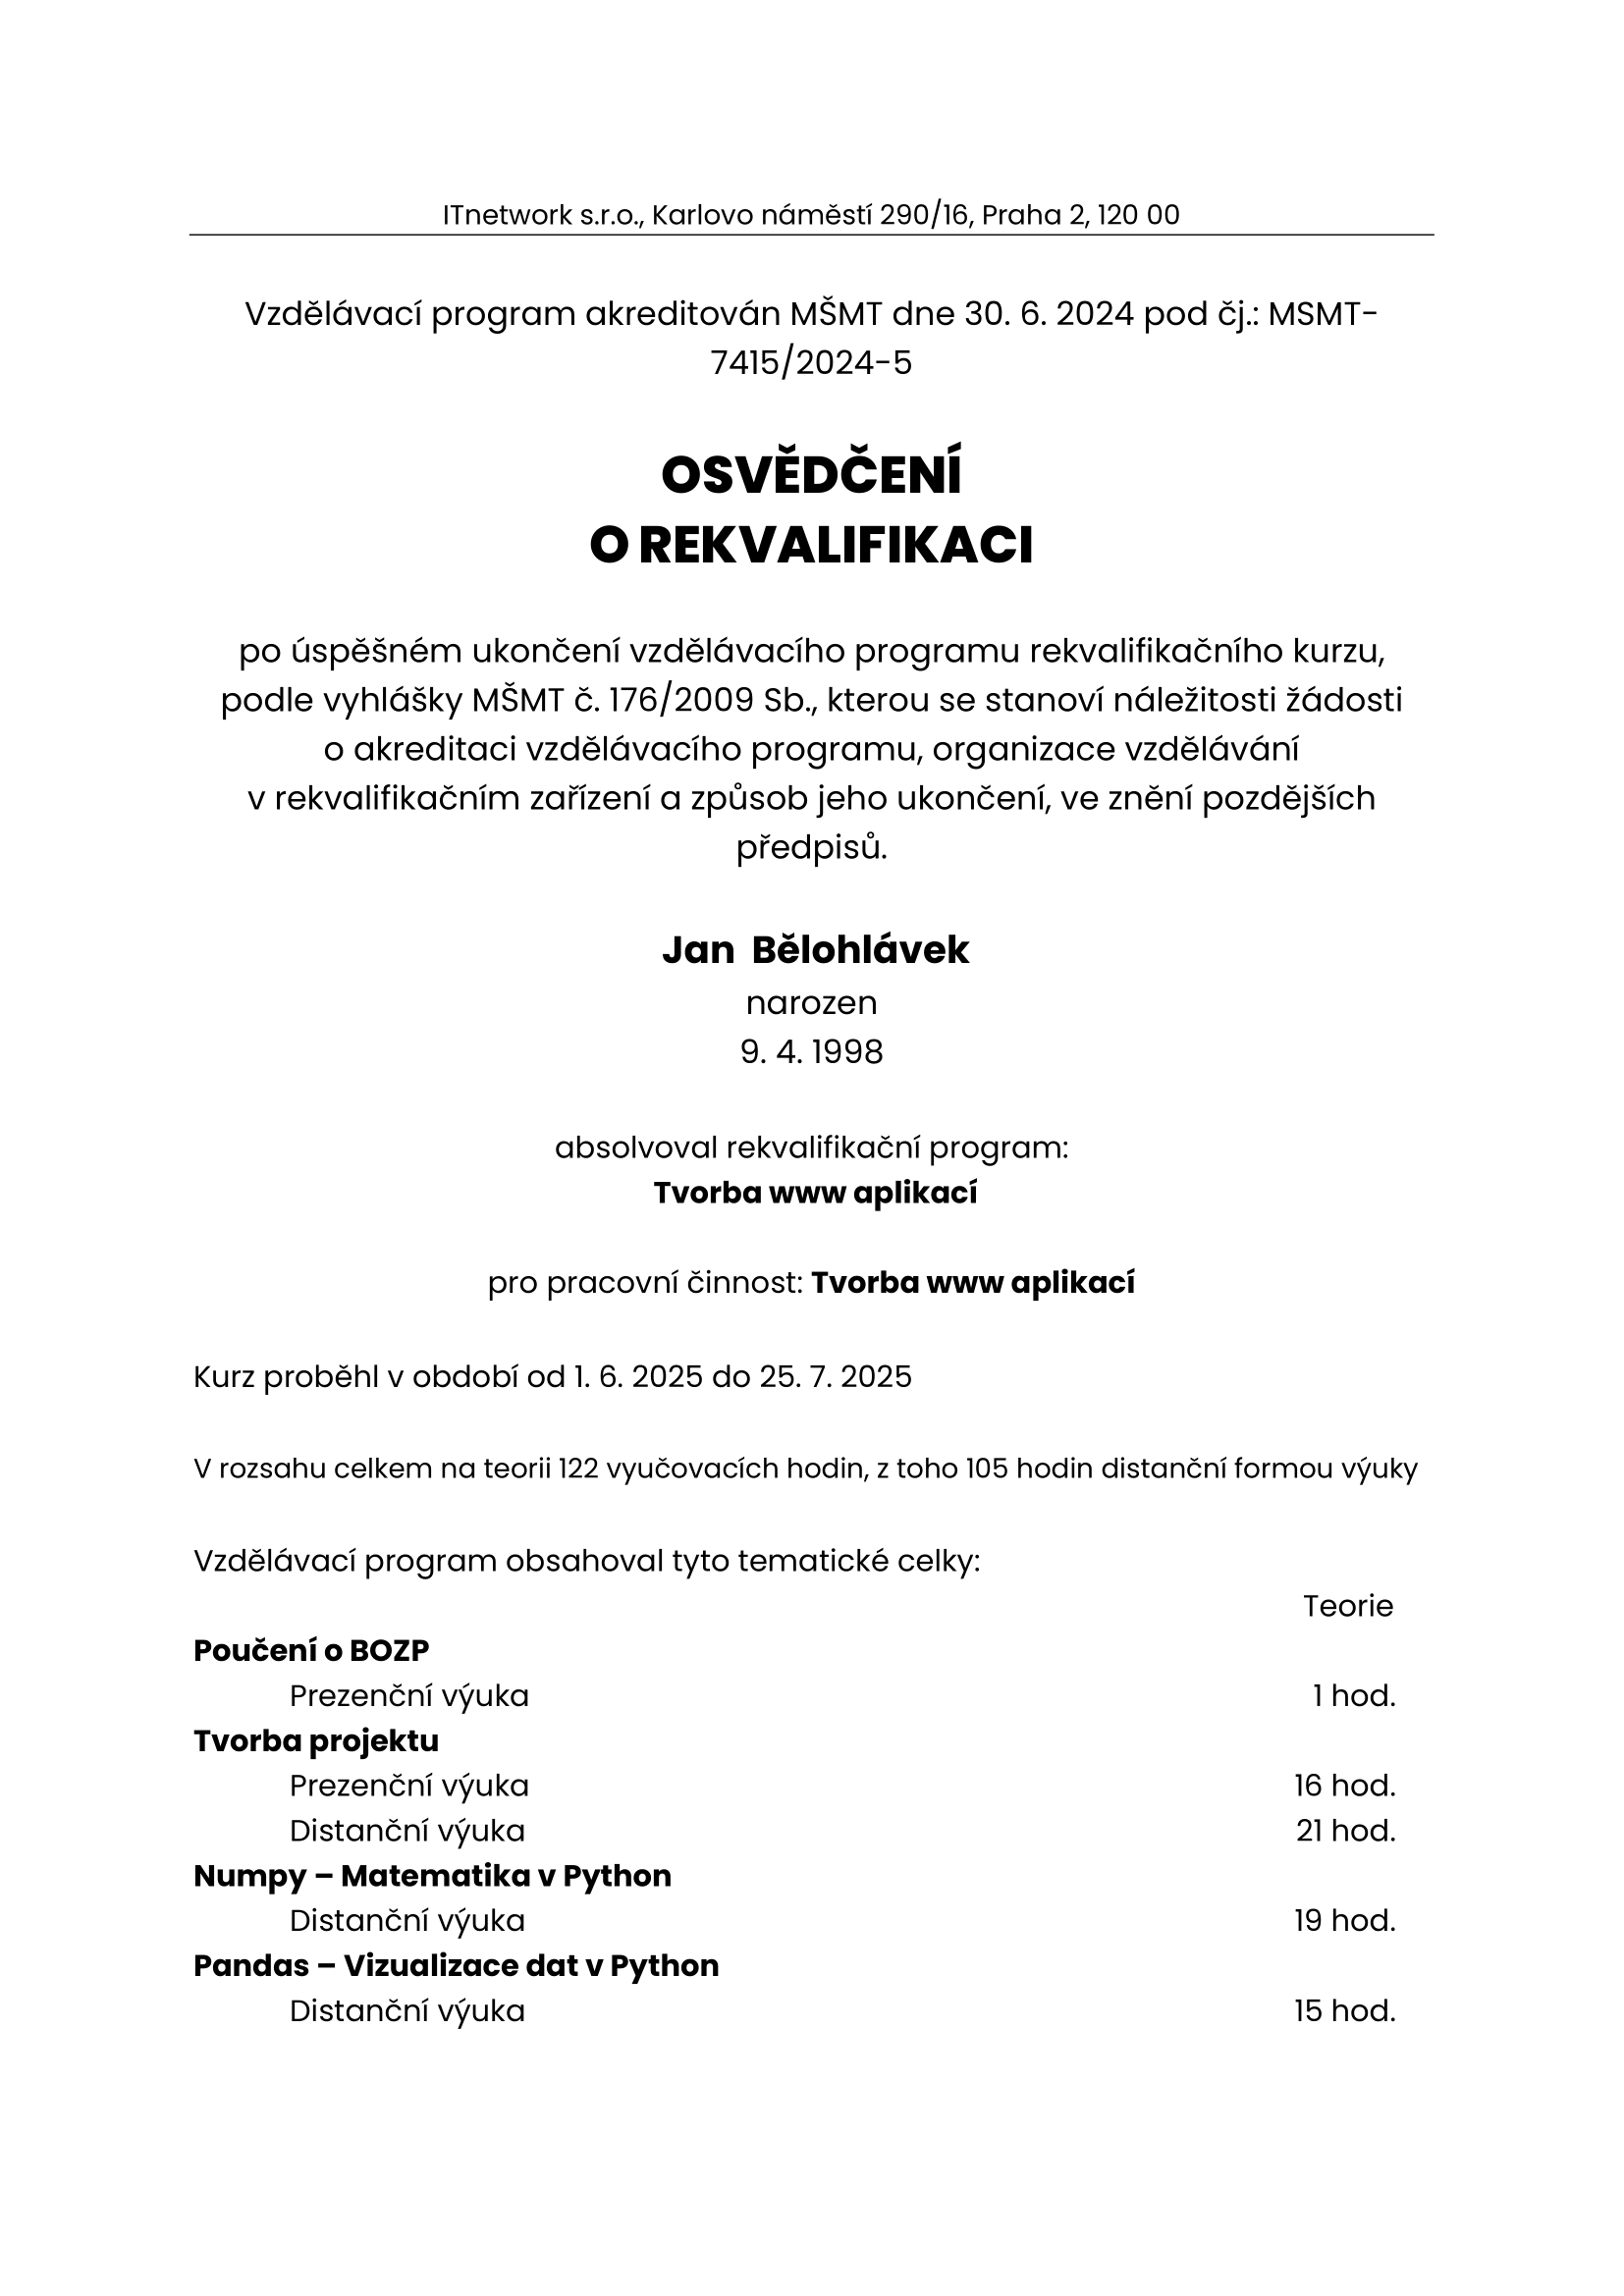 ITnetwork s.r.o., Karlovo náměstí 290/16, Praha 2, 120 00
Vzdělávací program akreditován MŠMT dne 30. 6. 2024 pod čj.: MSMT-
7415/2024-5
OSVĚDČENÍ
O REKVALIFIKACI
po úspěšném ukončení vzdělávacího programu rekvalifikačního kurzu,
podle vyhlášky MŠMT č. 176/2009 Sb., kterou se stanoví náležitosti žádosti
o akreditaci vzdělávacího programu, organizace vzdělávání
v rekvalifikačním zařízení a způsob jeho ukončení, ve znění pozdějších
předpisů.
Jan Bělohlávek
narozen
9. 4. 1998
absolvoval rekvalifikační program:
Tvorba www aplikací
pro pracovní činnost: Tvorba www aplikací
Kurz proběhl v období od 1. 6. 2025 do 25. 7. 2025
V rozsahu celkem na teorii 122 vyučovacích hodin, z toho 105 hodin distanční formou výuky
Vzdělávací program obsahoval tyto tematické celky:
Teorie
Poučení o BOZP
Prezenční výuka 1 hod.
Tvorba projektu
Prezenční výuka 16 hod.
Distanční výuka 21 hod.
Numpy – Matematika v Python
Distanční výuka 19 hod.
Pandas – Vizualizace dat v Python
Distanční výuka 15 hod.